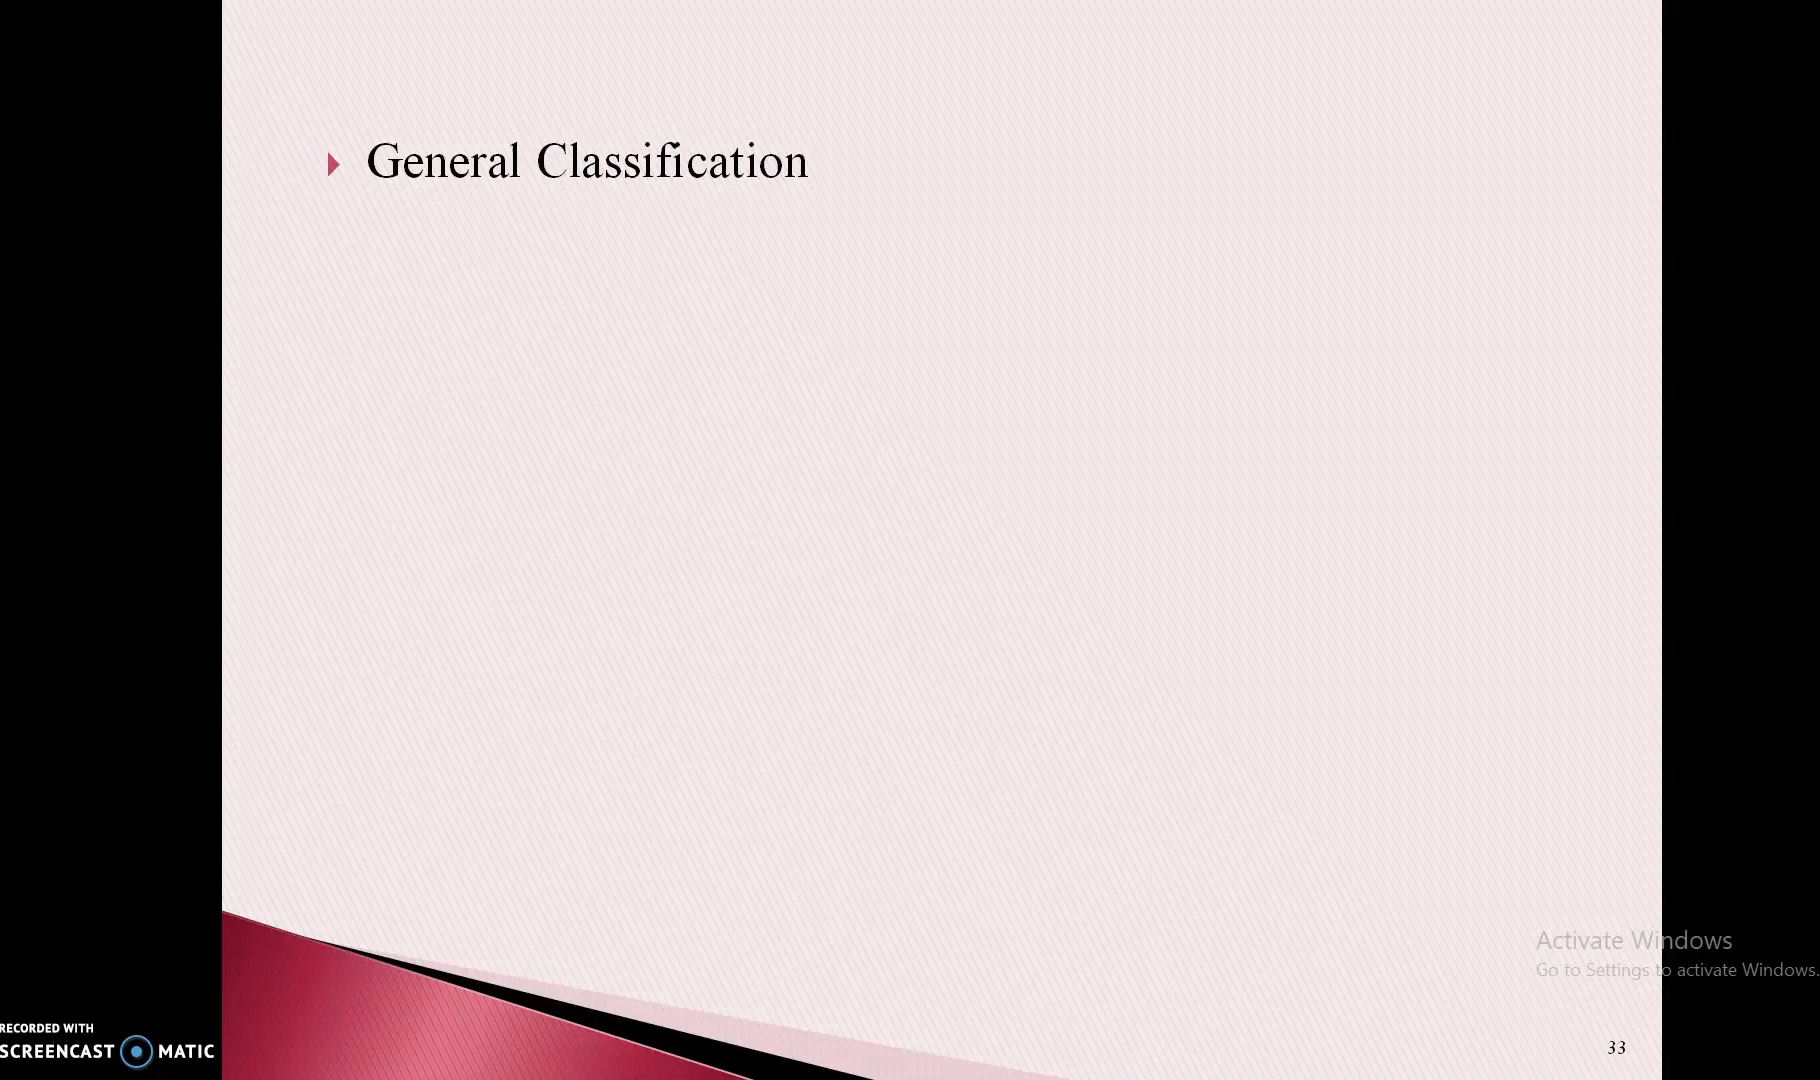 General Classification
Activate Windows
Go to Settings to activate Windows.
RECORDED WITH
SCREENCAST MATIC
33